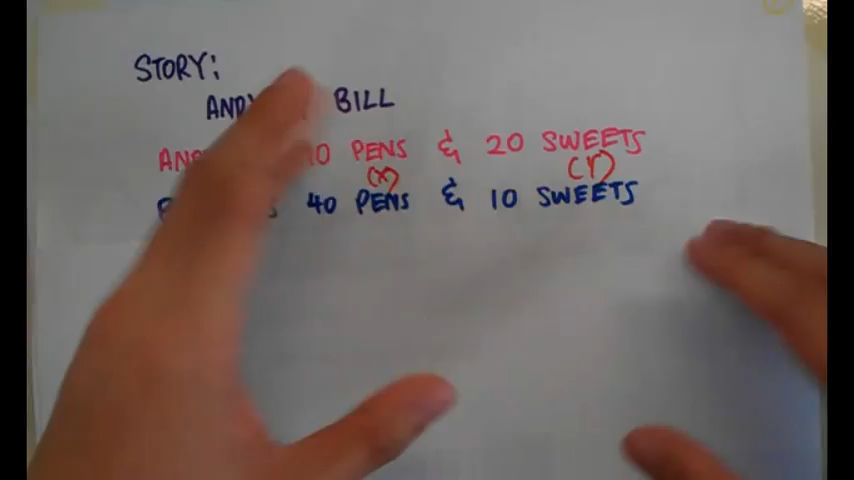 STORY:
BILL
PENS & 20 SWEETS
(x) (Y)
40 PENS & 10 SWEETS